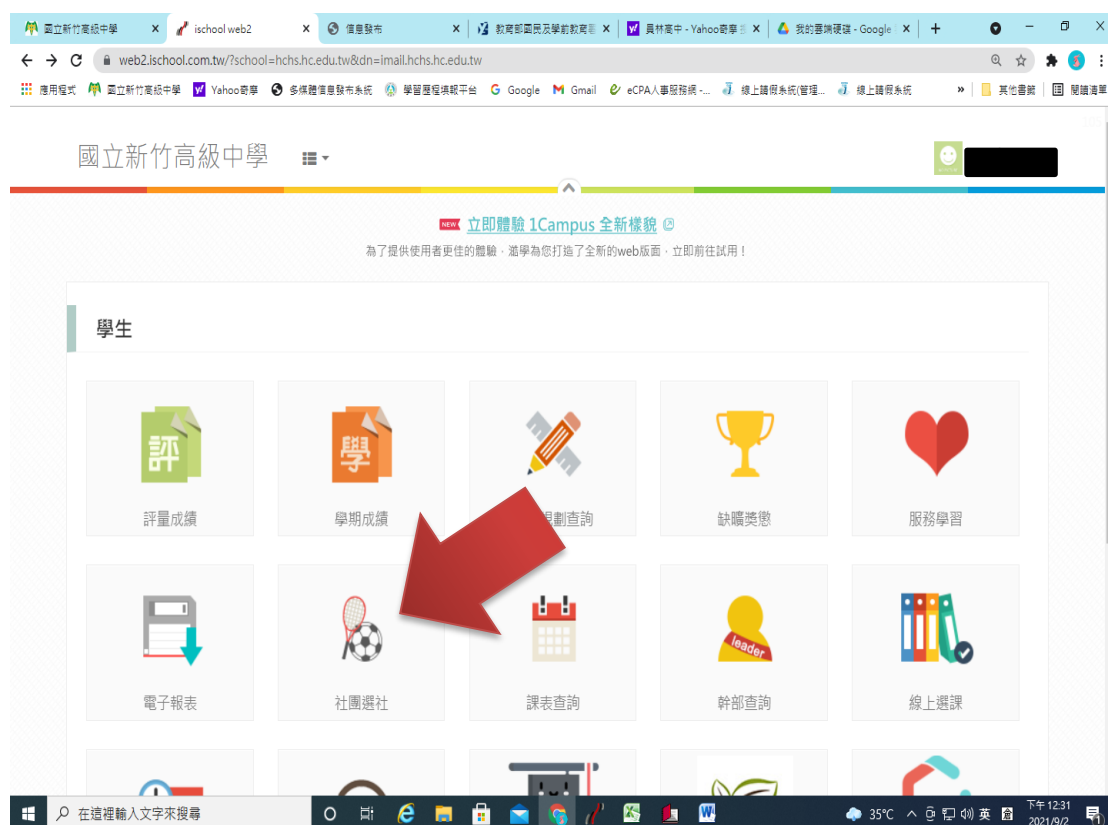 國立新竹高級中學
ischool web2
信息發布
教育部國民及學前教育
員林高中 - Yahoo奇摩
我的雲端硬碟 - Google
web2.ischool.com.tw/?school=hchs.hc.edu.tw&dn=imail.hchs.hc.edu.tw
應用程式 國立新竹高級中學 Yahoo奇摩 多媒體信息發布系統 學習歷程填報平台 Google Gmail eCPA人事服務網 -... 線上請假系統(管理... 線上請假系統 » 其他書籤 閱讀清單
105
國立新竹高級中學
NEW 立即體驗 1Campus 全新樣貌
為了提供使用者更佳的體驗，澔學為您打造了全新的web版面，立即前往試用！
學生
評
學
評量成績 學期成績 規劃查詢 缺曠獎懲 服務學習
leader
電子報表 社團選社 課表查詢 幹部查詢 線上選課
在這裡輸入文字來搜尋
35°C 英
下午 12:31
2021/9/2